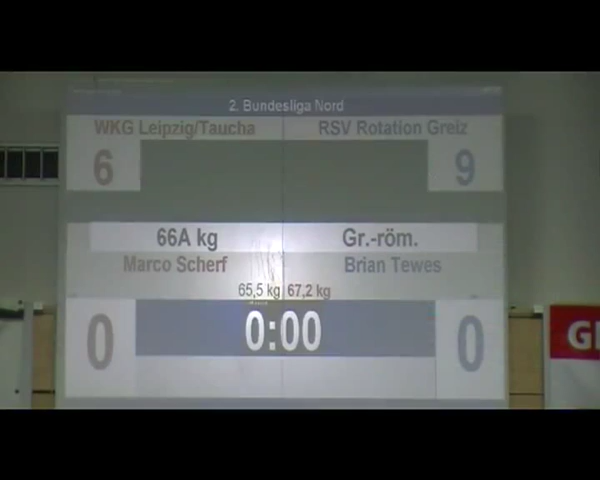 2. Bundesliga Nord
WKG Leipzig/Taucha RSV Rotation Greiz
6 9
66A kg Gr.-röm.
Marco Scherf Brian Tewes
65,5 kg 67,2 kg
0 0:00 0